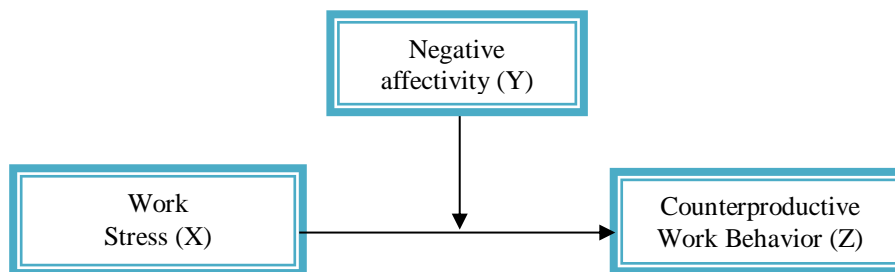 Negative
affectivity (Y)
Work
Stress (X)
Counterproductive
Work Behavior (Z)